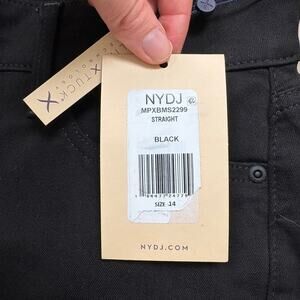 X TUCK
NYDJ
MPXBMS2299
STRAIGHT
BLACK
SIZE 14
NYDJ.COM